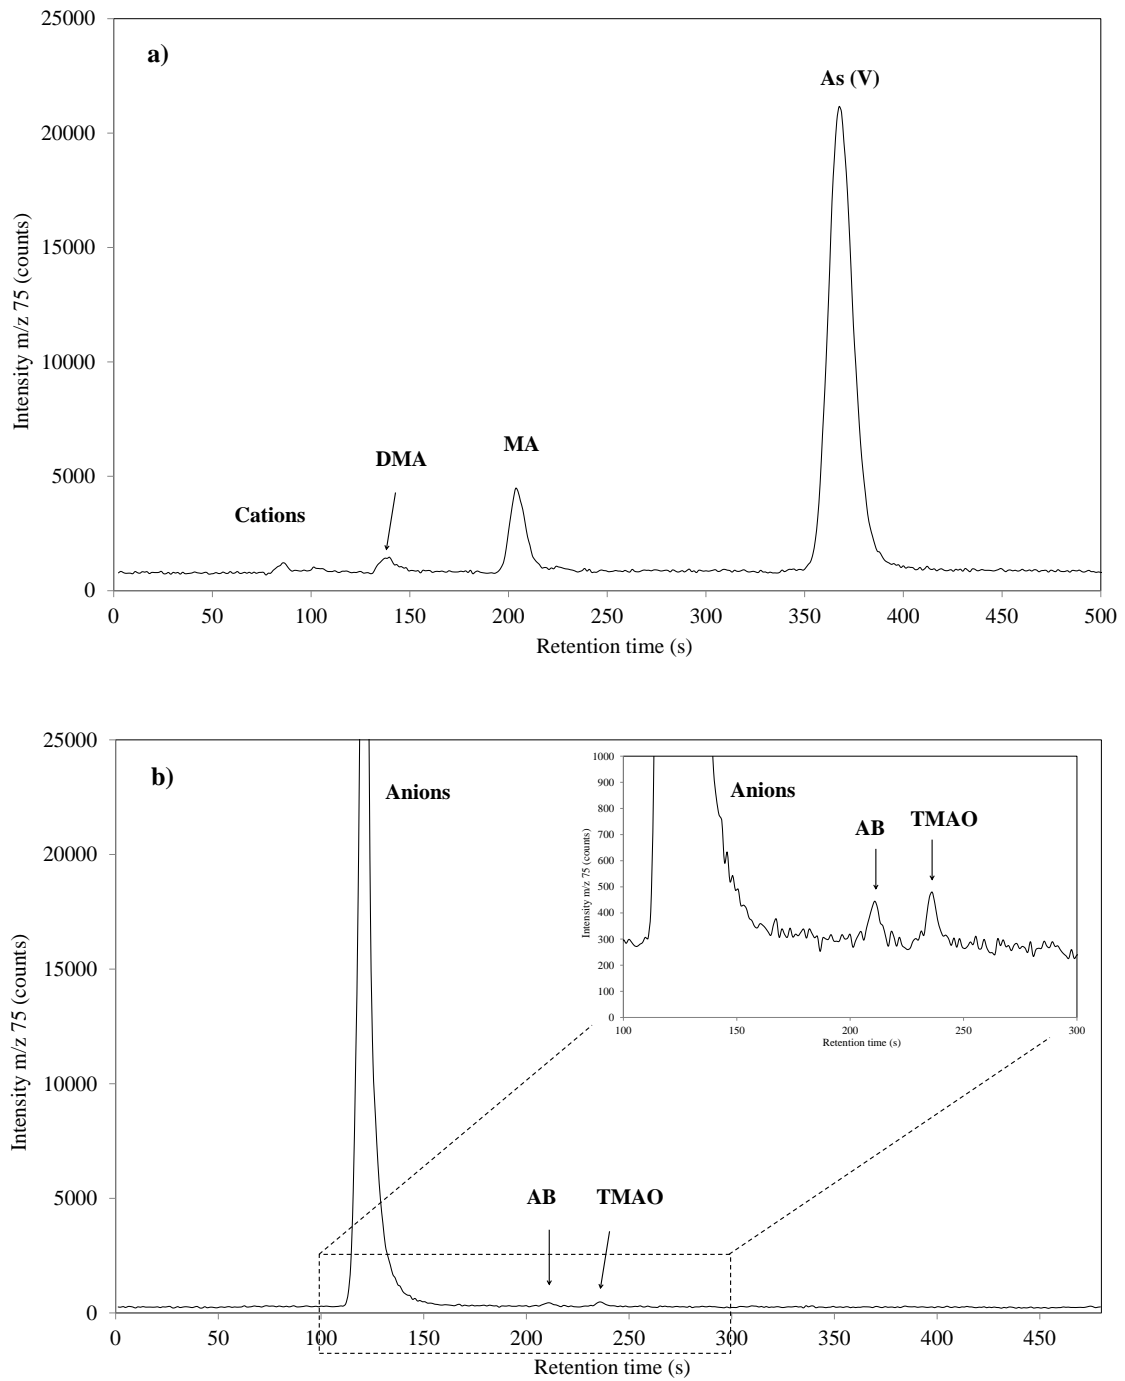 25000
a)
As (V)
20000
15000
Intensity m/z 75 (counts)
10000
MA
DMA
5000
Cations
0
0 50 100 150 200 250 300 350 400 450 500
Retention time (s)
25000
b)
Anions
20000
15000
Intensity m/z 75 (counts)
10000
5000
0
AB TMAO
0 50 100 150 200 250 300 350 400 450
Retention time (s)
1000
900
800
700
600
500
400
300
200
100
0
Intensity m/z 75 (counts)
Anions
AB TMAO
100 150 200 250 300
Retention time (s)